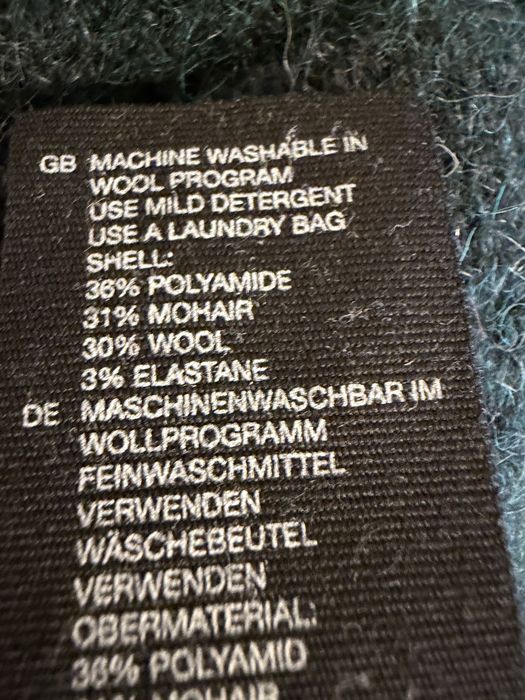 GB MACHINE WASHABLE IN
WOOL PROGRAM
USE MILD DETERGENT
USE A LAUNDRY BAG
SHELL:
36% POLYAMIDE
31% MOHAIR
30% WOOL
3% ELASTANE
DE MASCHINENWASCHBAR IM
WOLLPROGRAMM
FEINWASCHMITTEL
VERWENDEN
WÄSCHEBEUTEL
VERWENDEN
OBERMATERIAL:
36% POLYAMID
MOHAIR